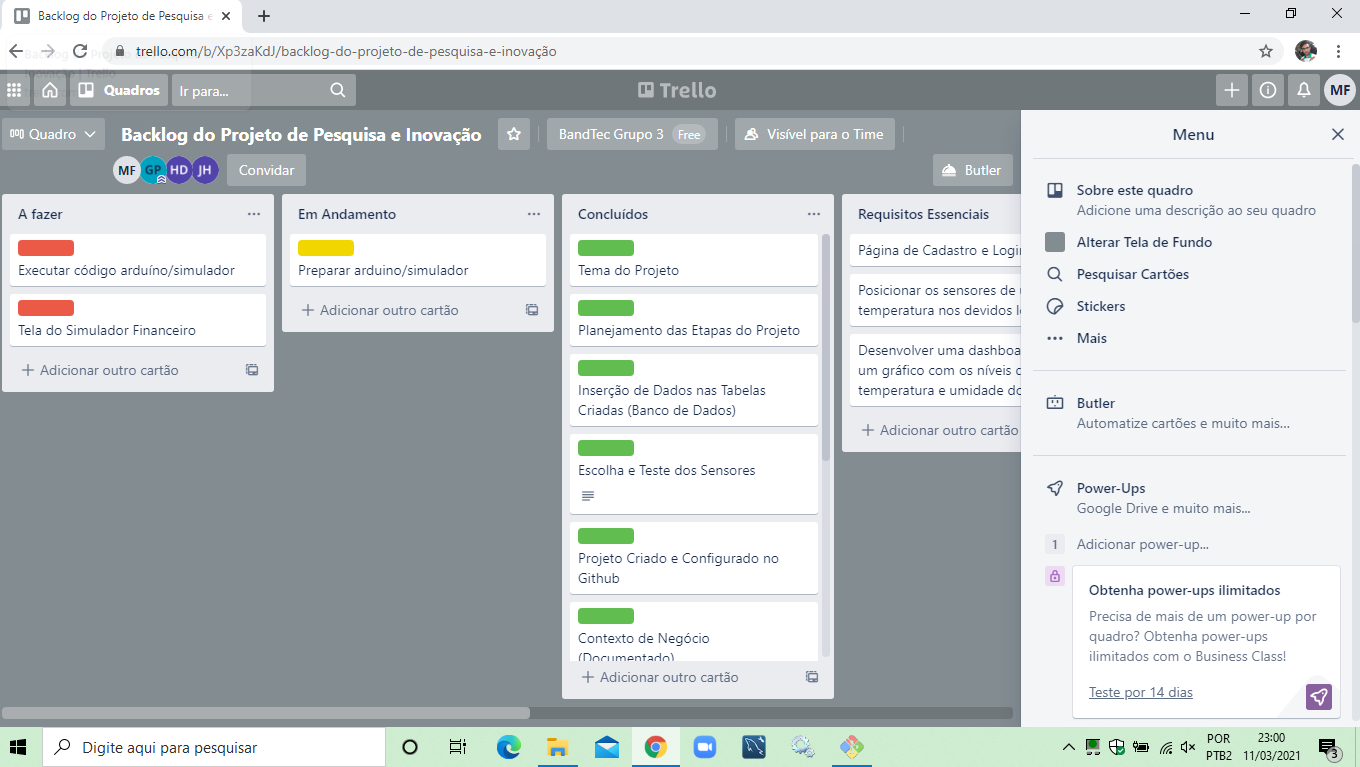 Backlog do Projeto de Pesquisa e
trello.com/b/Xp3zaKdJ/backlog-do-projeto-de-pesquisa-e-inovação
Quadros
Ir para...
Trello
MF
Quadro
Backlog do Projeto de Pesquisa e Inovação
BandTec Grupo 3 Free
Visível para o Time
MF GP HD JH
Convidar
Butler
A fazer
Executar código arduíno/simulador
Tela do Simulador Financeiro
Adicionar outro cartão
Em Andamento
Preparar arduino/simulador
Adicionar outro cartão
Concluídos
Tema do Projeto
Planejamento das Etapas do Projeto
Inserção de Dados nas Tabelas
Criadas (Banco de Dados)
Escolha e Teste dos Sensores
Projeto Criado e Configurado no
Github
Contexto de Negócio
(Documentado)
Adicionar outro cartão
Requisitos Essenciais
Página de Cadastro e Login
Posicionar os sensores de
temperatura nos devidos
Desenvolver uma dashboa
um gráfico com os níveis
temperatura e umidade do
Adicionar outro cartão
Menu
Sobre este quadro
Adicione uma descrição ao seu quadro
Alterar Tela de Fundo
Pesquisar Cartões
Stickers
Mais
Butler
Automatize cartões e muito mais...
Power-Ups
Google Drive e muito mais...
1 Adicionar power-up...
Obtenha power-ups ilimitados
Precisa de mais de um power-up por
quadro? Obtenha power-ups
ilimitados com o Business Class!
Teste por 14 dias
Digite aqui para pesquisar
POR
PTB2
23:00
11/03/2021
3